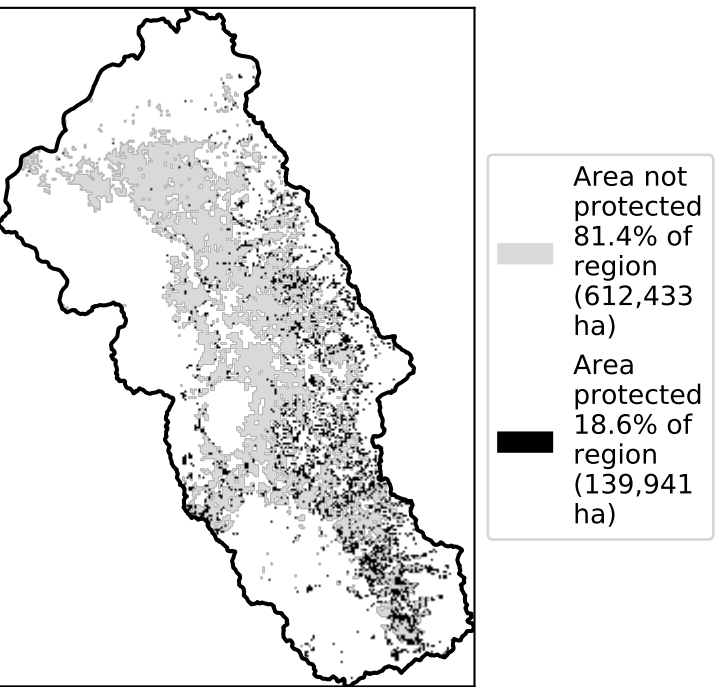 Area not
protected
81.4% of
region
(612,433
ha)
Area
protected
18.6% of
region
(139,941
ha)